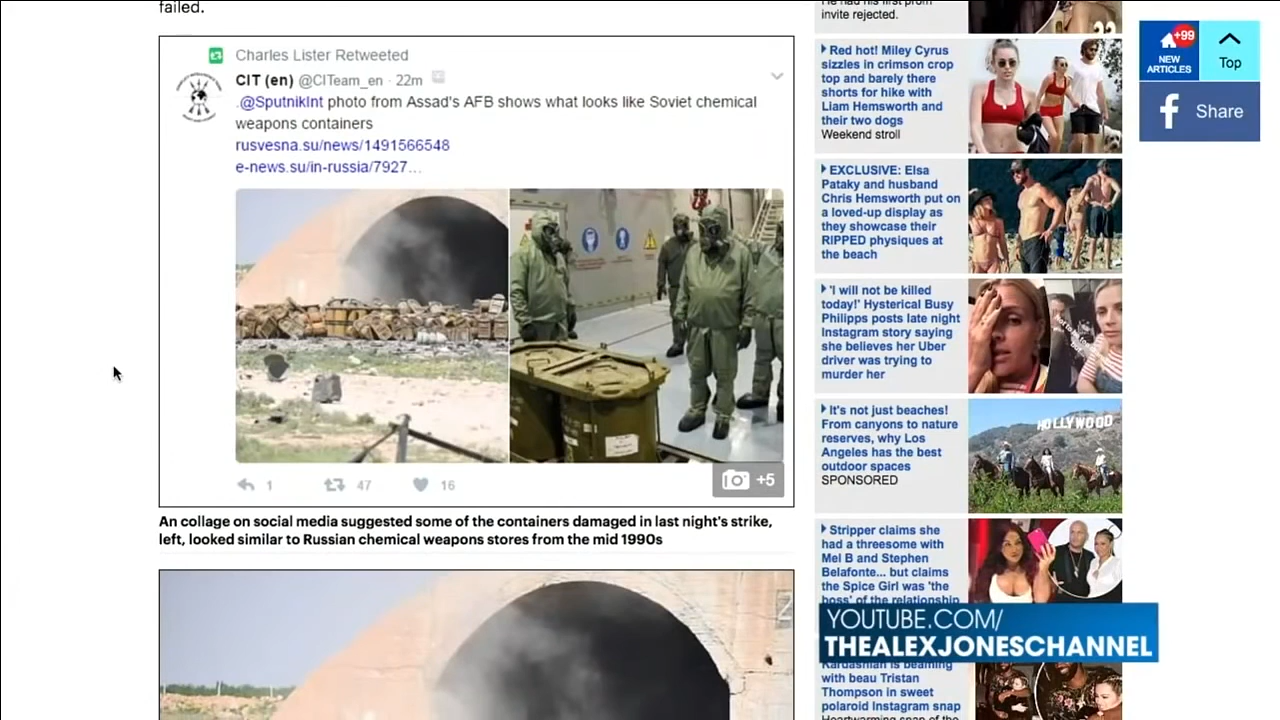 failed.
Charles Lister Retweeted
CIT (en) @CITeam_en · 22m
.@SputnikInt photo from Assad's AFB shows what looks like Soviet chemical
weapons containers
rusvesna.su/news/1491566548
e-news.su/in-russia/7927...
1 47 16
+5
An collage on social media suggested some of the containers damaged in last night's strike,
left, looked similar to Russian chemical weapons stores from the mid 1990s
invite rejected.
Red hot! Miley Cyrus
sizzles in crimson crop
top and barely there
shorts for hike with
Liam Hemsworth and
their two dogs
Weekend stroll
EXCLUSIVE: Elsa
Pataky and husband
Chris Hemsworth put on
a loved-up display as
they showcase their
RIPPED physiques at
the beach
'I will not be killed
today!' Hysterical Busy
Philipps posts late night
Instagram story saying
she believes her Uber
driver was trying to
murder her
It's not just beaches!
From canyons to nature
reserves, why Los
Angeles has the best
outdoor spaces
SPONSORED
HOLLYWOOD
Stripper claims she
had a threesome with
Mel B and Stephen
Belafonte... but claims
the Spice Girl was 'the
boss' of the relationship
YOUTUBE.COM/
THEALEXJONESCHANNEL
Kardashian is beaming
with beau Tristan
Thompson in sweet
polaroid Instagram snap
+99
NEW
ARTICLES
Top
Share